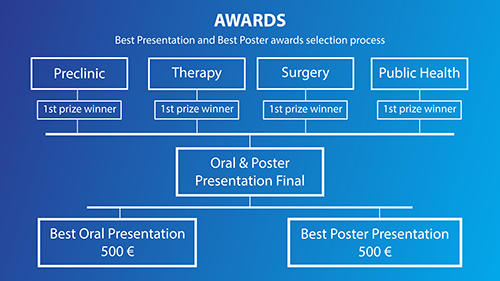 AWARDS
Best Presentation and Best Poster awards selection process
Preclinic
Therapy
Surgery
Public Health
1st prize winner
1st prize winner
1st prize winner
1st prize winner
Oral & Poster
Presentation Final
Best Oral Presentation
500 €
Best Poster Presentation
500 €